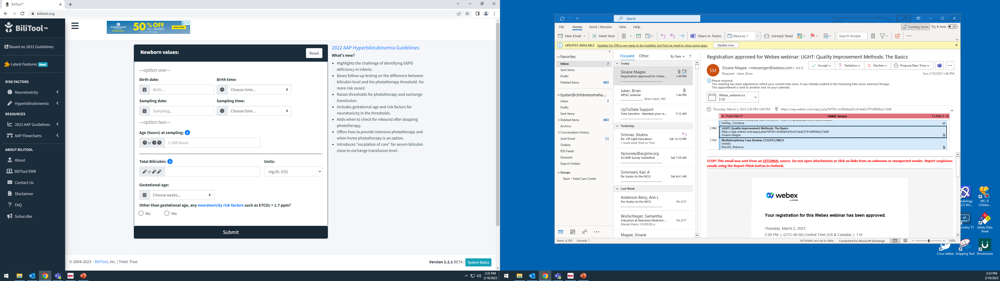 BiliTool™
bilitool.org
BiliTool™
Based on 2022 Guidelines
Latest Features New!
RISK FACTORS
Neurotoxicity
Hyperbilirubinemia
RESOURCES
2022 AAP Guidelines
AAP Flowcharts
ABOUT BILITOOL
About
BiliTool EMR
Contact Us
Disclaimer
FAQ
Subscribe
NORWEGIAN
Feel Free
50% OFF
ALL CRUISES*
BOOK NOW
Newborn values:
Reset
—option one—
Birth date:
Birth time:
Birth...
Choose time...
Sampling date:
Sampling time:
Sampling...
Choose time...
—option two—
Age (hours) at sampling:
or
1-336 hours
Total Bilirubin:
Units:
or
mg/dL (US)
Gestational age:
Choose weeks...
Other than gestational age, any neurotoxicity risk factors such as ETCOc > 1.7 ppm?
No
Yes
Submit
2022 AAP Hyperbilirubinemia Guidelines
What's new?
• Highlights the challenge of identifying G6PD
deficiency in infants.
• Bases follow-up testing on the difference between
bilirubin level and the phototherapy threshold. No
more risk zones!
• Raises thresholds for phototherapy and exchange
transfusion.
• Includes gestational age and risk factors for
neurotoxicity in the thresholds.
• Adds when to check for rebound after stopping
phototherapy.
• Offers how to provide intensive phototherapy and
when home phototherapy is an option.
• Introduces “escalation of care” for serum bilirubin
close to exchange transfusion level.
© 2004-2023 – BiliTool, Inc. | Tried. True.
Version 2.2.1 BETA | System Status
2:33 PM
2/19/2023
Search
File Home Send / Receive View Help
Coming Soon Try it now Off
New Email
Meet Now
Share to Teams
Move to: ?
Unread/ Read
Search People
UPDATES AVAILABLE Updates for Office are ready to be installed, but first we need to close some apps. Update now
Favorites
Inbox 7
Sent Items
Drafts
Deleted Items 603
bjuber@childrensomaha....
Inbox 7
Drafts
Sent Items
Deleted Items 603
Archive
Conversation History
Junk Email [2]
Outbox
RSS Feeds
Snoozed
Search Folders
Groups
Team - Fetal Care Center
Items: 4,350 Unread: 7
Focused Other By Date
Today
Sloane Magee
Registration approved for Webe... 1:49 PM
Juber, Brian
NPQIC webinar 1:44 PM
Brian Juber, MD
UpToDate Support
Time Sensitive - Maintain your re... 7:12 AM
Yesterday
Srinivas, Shubra
Re: VIP Light Education Sat 12:13 PM
I could meet Wed or Thur
facsurvey@acgme.org
ACGME Survey Submitted Sat 7:29 AM
Simonsen, Kari A
Re: Kudos to the NICU Sat 6:41 AM
Last Week
Anderson Berry, Ann L
Fw: Kudos to the NICU Fri 2/17
Wullschleger, Samantha
Induction at Nebraska Medicine ... Fri 2/17
Mariah Marks (7429539) is
Magee, Sloane
Registration approved for Webex webinar: LIGHT: Quality Improvement Methods: The Basics
SM
Sloane Magee <messenger@webex.com> on b
Required Juber, Brian
Accept Tentative Decline Propose New Time
Sun 2/19/2023 1:46 PM
Please respond.
This meeting has been adjusted to reflect your current time zone. It was initially created in the following time zone: America/Chicago.
This appointment is next to another one on your calendar.
Webex_webinar.ics
8 KB
Thursday, March 2, 2023 2:00 PM-3:00 PM
https://aap.webex.com/aap/j.php?MTID=m568afee93cd14ad22791d9906a2c7b88
From Feb 27 UNMC Service To Mar 3
DeMey, Christine
2 PM LIGHT: Quality Improvement Methods: The Basics
https://aap.webex.com/aap/j.php?MTID=m568afee93cd14ad22791d9906a2c7b88
Sloane Magee
3 PM Multidisciplinary Case Review: CCU/FCC/NICU
WebEx
Reischl, Rebecca
STOP! This email was sent from an EXTERNAL source. Do not open attachments or click on links from an unknown or unexpected sender. Report suspicious
emails using the Report Phish button in Outlook.
webex
by CISCO
Your registration for this Webex webinar has been approved.
Thursday, March 2, 2023
2:00 PM | (UTC-06:00) Central Time (US & Canada) | 1 hr
All folders are up to date. Connected to: Microsoft Exchange 100%
MC-D
Childre...
Safety Data
Sheet
Cisco Jabber
Snipping Tool
Dimensions
2:33 PM
2/19/2023